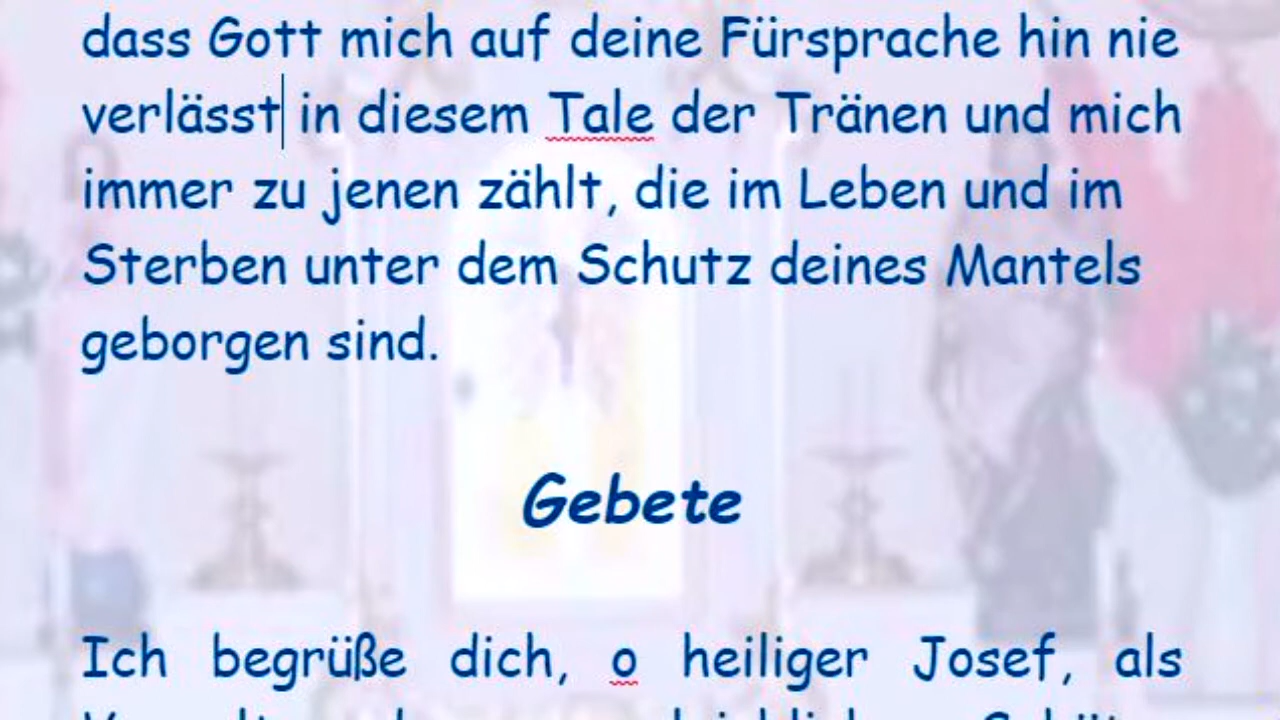 dass Gott mich auf deine Fürsprache hin nie
verlässt in diesem Tale der Tränen und mich
immer zu jenen zählt, die im Leben und im
Sterben unter dem Schutz deines Mantels
geborgen sind.
Gebete
Ich begrüße dich, o heiliger Josef, als